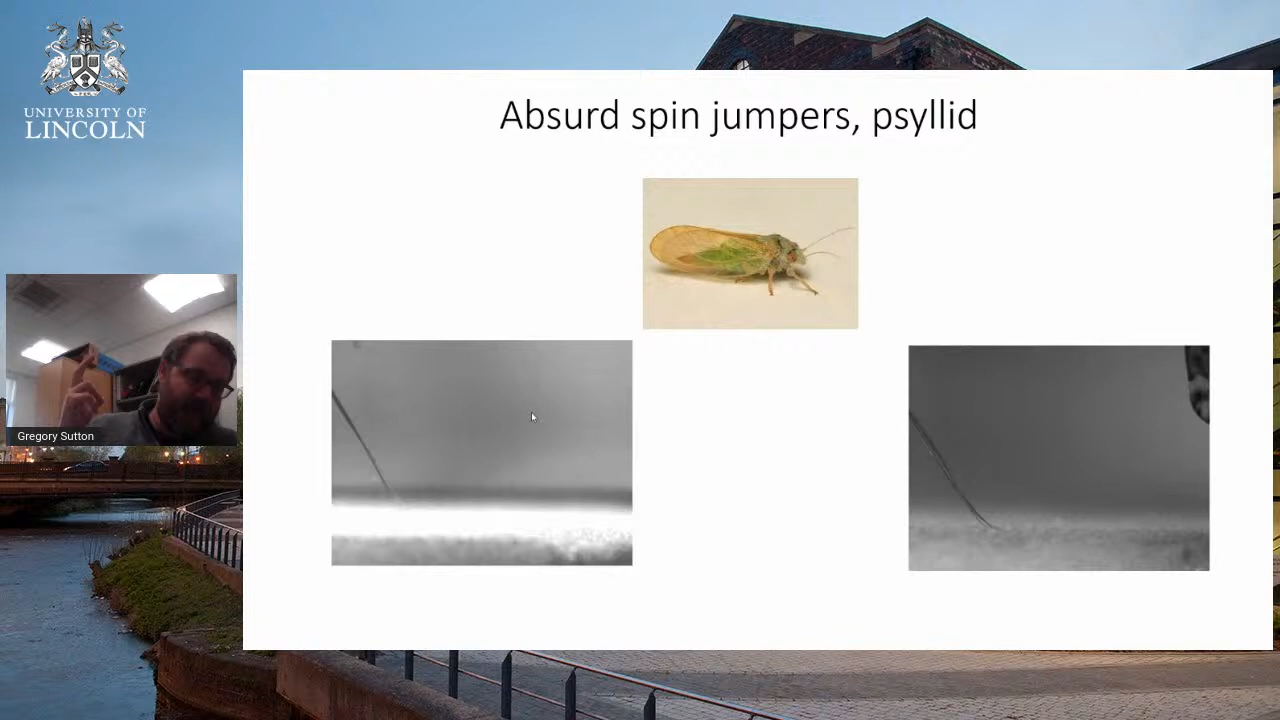 UNIVERSITY OF
LINCOLN
Absurd spin jumpers, psyllid
Gregory Sutton